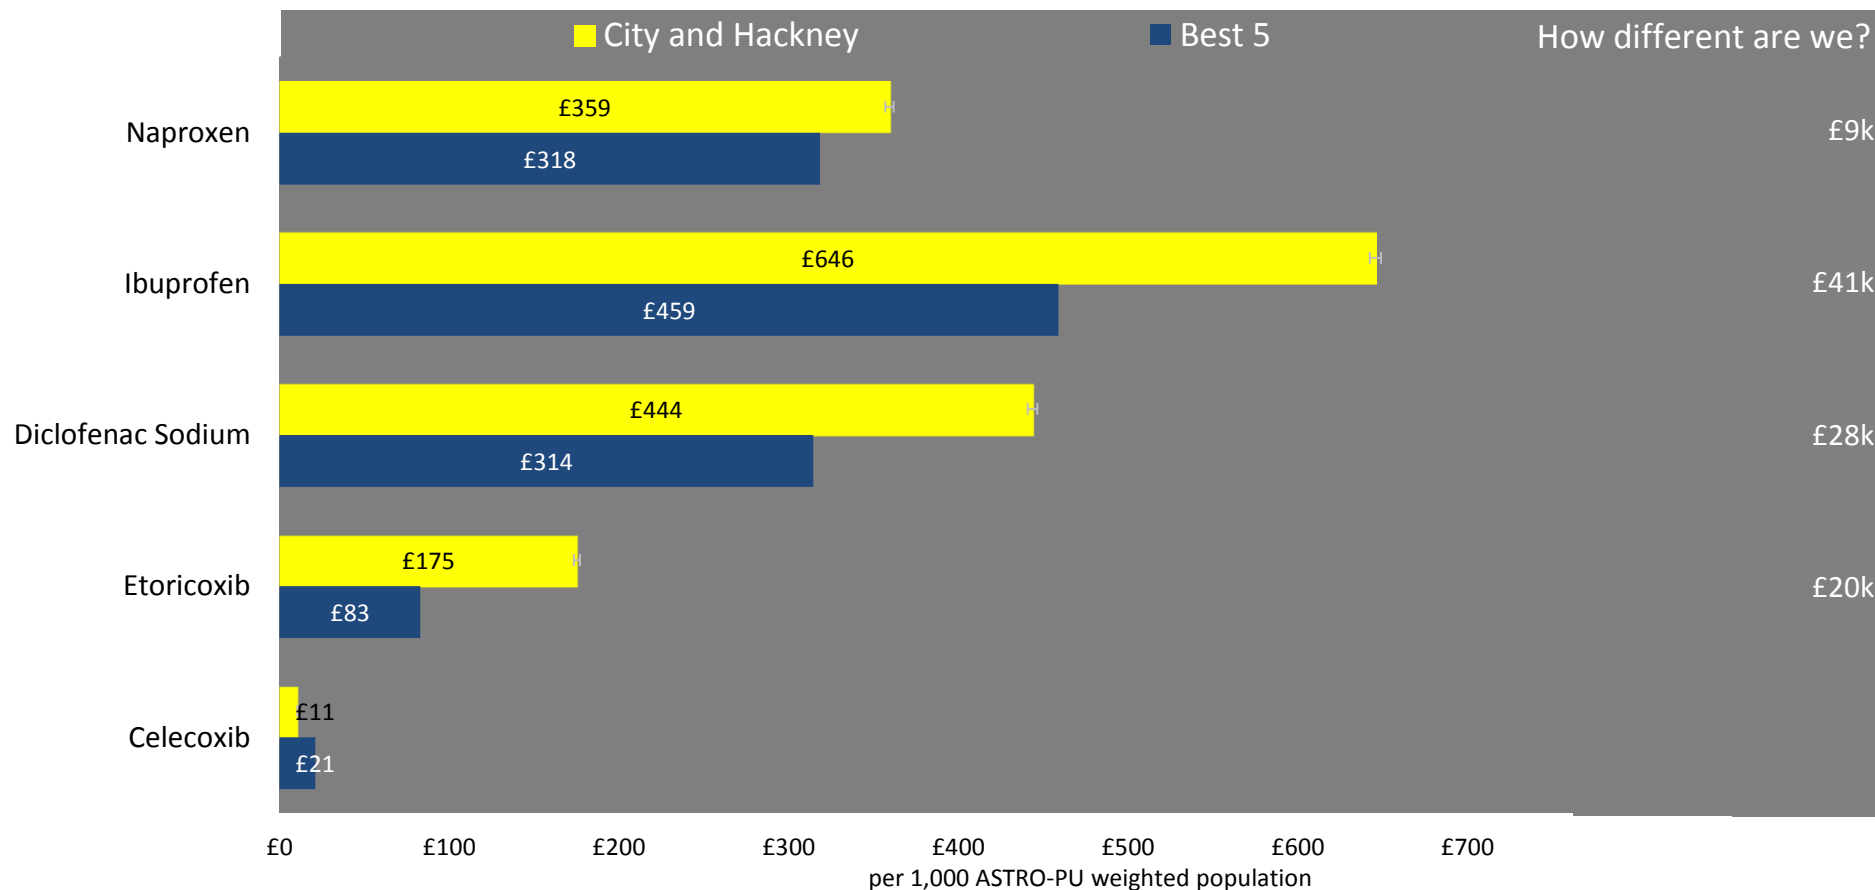 City and Hackney Best 5 How different are we?
Naproxen £359 £318 £9k
Ibuprofen £646 £459 £41k
Diclofenac Sodium £444 £314 £28k
Etoricoxib £175 £83 £20k
Celecoxib £11 £21
£0 £100 £200 £300 £400 £500 £600 £700
per 1,000 ASTRO-PU weighted population